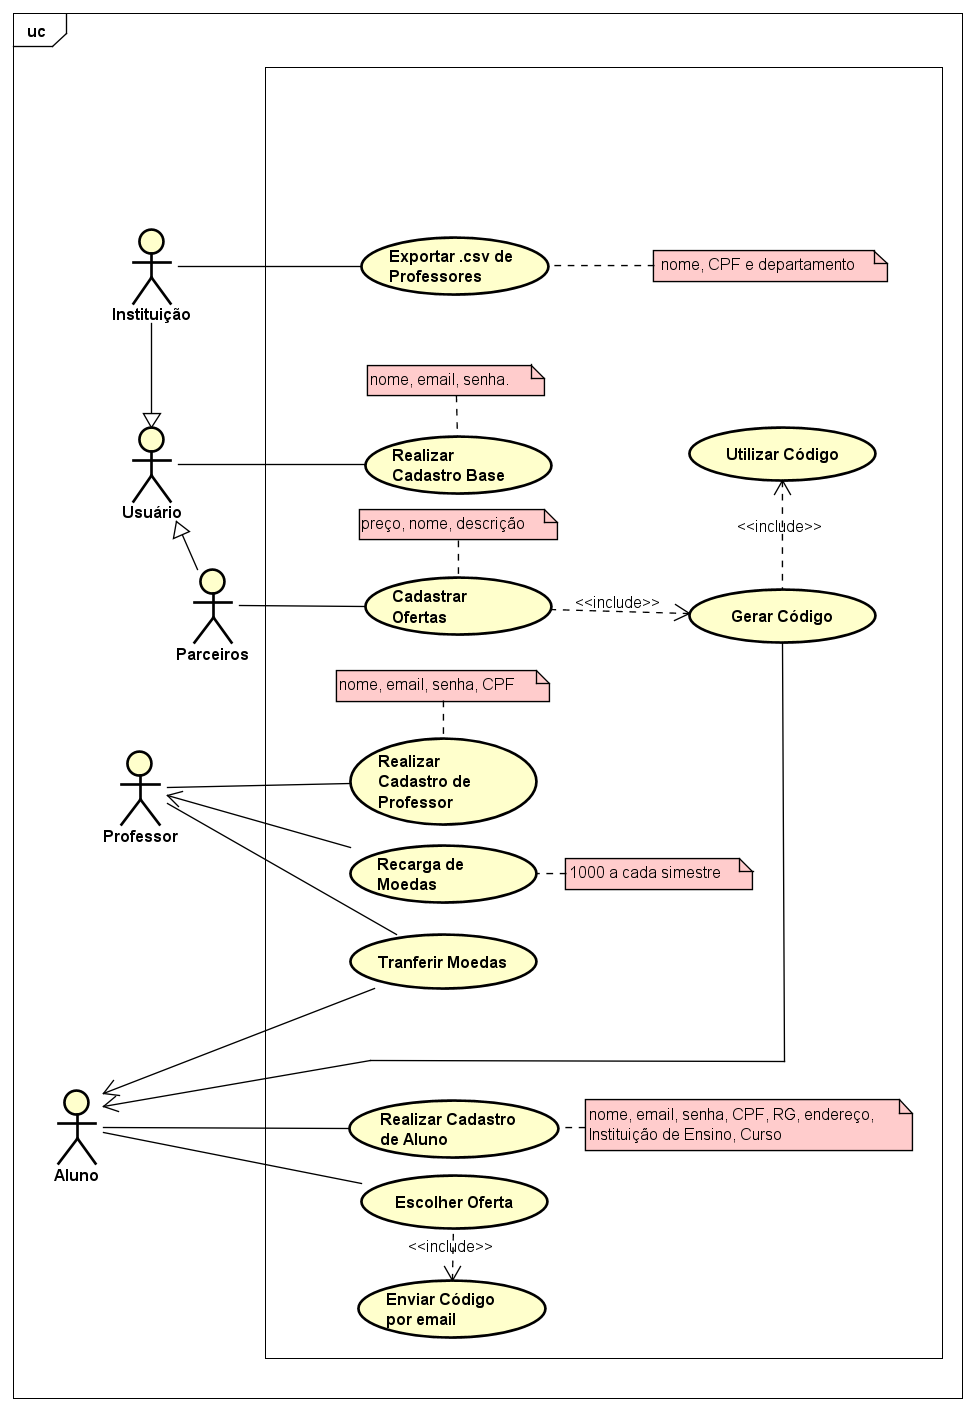 uc
Exportar .csv de
Professores
nome, CPF e departamento
Instituição
nome, email, senha.
Realizar
Cadastro Base
Utilizar Código
Usuário
preço, nome, descrição
<<include>>
Cadastrar
Ofertas
<<include>>
Gerar Código
Parceiros
nome, email, senha, CPF
Realizar
Cadastro de
Professor
Professor
Recarga de
Moedas
1000 a cada simestre
Tranferir Moedas
Realizar Cadastro
de Aluno
nome, email, senha, CPF, RG, endereço,
Instituição de Ensino, Curso
Aluno
Escolher Oferta
<<include>>
Enviar Código
por email